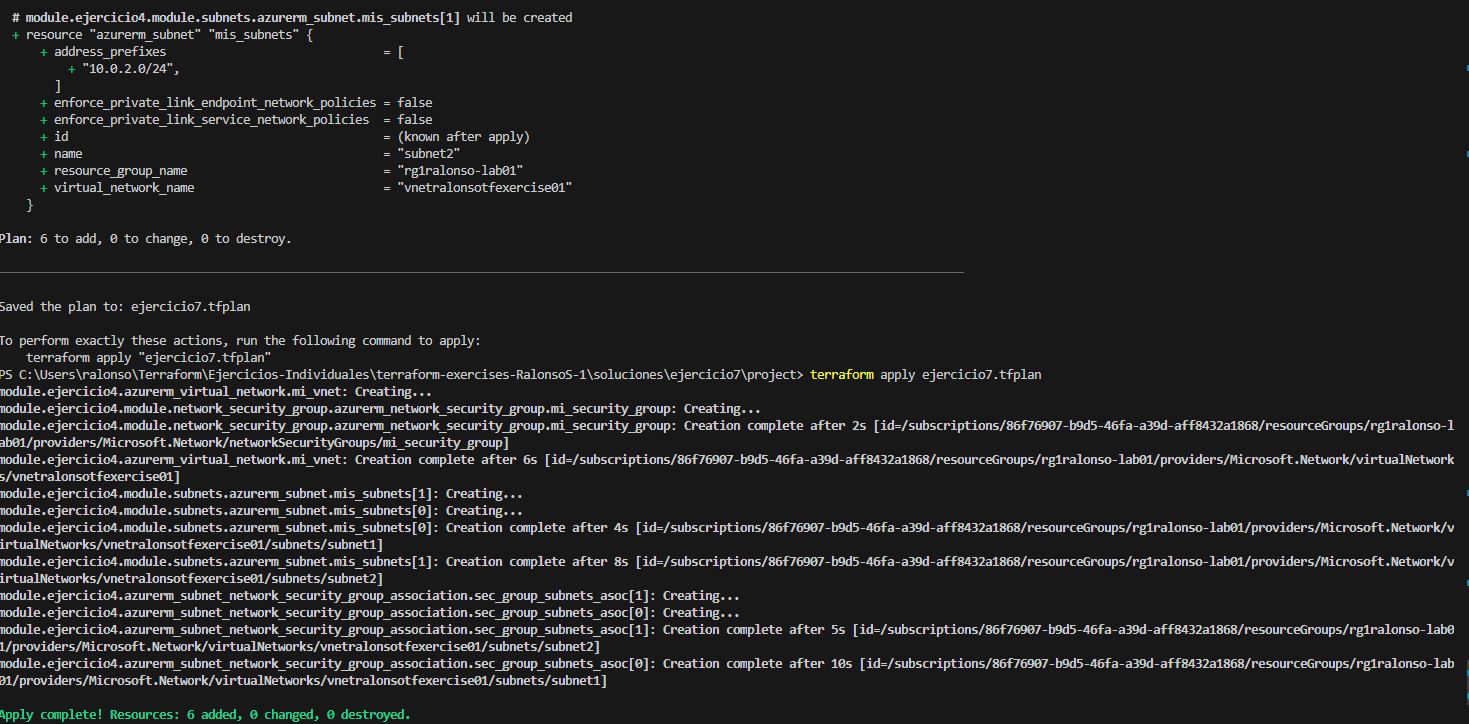 # module.ejercicio4.module.subnets.azurerm_subnet.mis_subnets[1] will be created
+ resource "azurerm_subnet" "mis_subnets" {
+ address_prefixes = [
+ "10.0.2.0/24",
]
+ enforce_private_link_endpoint_network_policies = false
+ enforce_private_link_service_network_policies = false
+ id = (known after apply)
+ name = "subnet2"
+ resource_group_name = "rg1ralonso-lab01"
+ virtual_network_name = "vnetralonsotfexercise01"
}
Plan: 6 to add, 0 to change, 0 to destroy.
Saved the plan to: ejercicio7.tfplan
To perform exactly these actions, run the following command to apply:
terraform apply "ejercicio7.tfplan"
PS C:\Users\ralonso\Terraform\Ejercicios-Individuales\terraform-exercises-RalonsoS-1\soluciones\ejercicio7\project> terraform apply ejercicio7.tfplan
module.ejercicio4.azurerm_virtual_network.mi_vnet: Creating...
module.ejercicio4.module.network_security_group.azurerm_network_security_group.mi_security_group: Creating...
module.ejercicio4.module.network_security_group.azurerm_network_security_group.mi_security_group: Creation complete after 2s [id=/subscriptions/86f76907-b9d5-46fa-a39d-aff8432a1868/resourceGroups/rg1ralonso-l
ab01/providers/Microsoft.Network/networkSecurityGroups/mi_security_group]
module.ejercicio4.azurerm_virtual_network.mi_vnet: Creation complete after 6s [id=/subscriptions/86f76907-b9d5-46fa-a39d-aff8432a1868/resourceGroups/rg1ralonso-lab01/providers/Microsoft.Network/virtualNetwork
s/vnetralonsotfexercise01]
module.ejercicio4.module.subnets.azurerm_subnet.mis_subnets[1]: Creating...
module.ejercicio4.module.subnets.azurerm_subnet.mis_subnets[0]: Creating...
module.ejercicio4.module.subnets.azurerm_subnet.mis_subnets[0]: Creation complete after 4s [id=/subscriptions/86f76907-b9d5-46fa-a39d-aff8432a1868/resourceGroups/rg1ralonso-lab01/providers/Microsoft.Network/v
irtualNetworks/vnetralonsotfexercise01/subnets/subnet1]
module.ejercicio4.module.subnets.azurerm_subnet.mis_subnets[1]: Creation complete after 8s [id=/subscriptions/86f76907-b9d5-46fa-a39d-aff8432a1868/resourceGroups/rg1ralonso-lab01/providers/Microsoft.Network/v
irtualNetworks/vnetralonsotfexercise01/subnets/subnet2]
module.ejercicio4.azurerm_subnet_network_security_group_association.sec_group_subnets_asoc[1]: Creating...
module.ejercicio4.azurerm_subnet_network_security_group_association.sec_group_subnets_asoc[0]: Creating...
module.ejercicio4.azurerm_subnet_network_security_group_association.sec_group_subnets_asoc[1]: Creation complete after 5s [id=/subscriptions/86f76907-b9d5-46fa-a39d-aff8432a1868/resourceGroups/rg1ralonso-lab0
1/providers/Microsoft.Network/virtualNetworks/vnetralonsotfexercise01/subnets/subnet2]
module.ejercicio4.azurerm_subnet_network_security_group_association.sec_group_subnets_asoc[0]: Creation complete after 10s [id=/subscriptions/86f76907-b9d5-46fa-a39d-aff8432a1868/resourceGroups/rg1ralonso-lab
01/providers/Microsoft.Network/virtualNetworks/vnetralonsotfexercise01/subnets/subnet1]
Apply complete! Resources: 6 added, 0 changed, 0 destroyed.